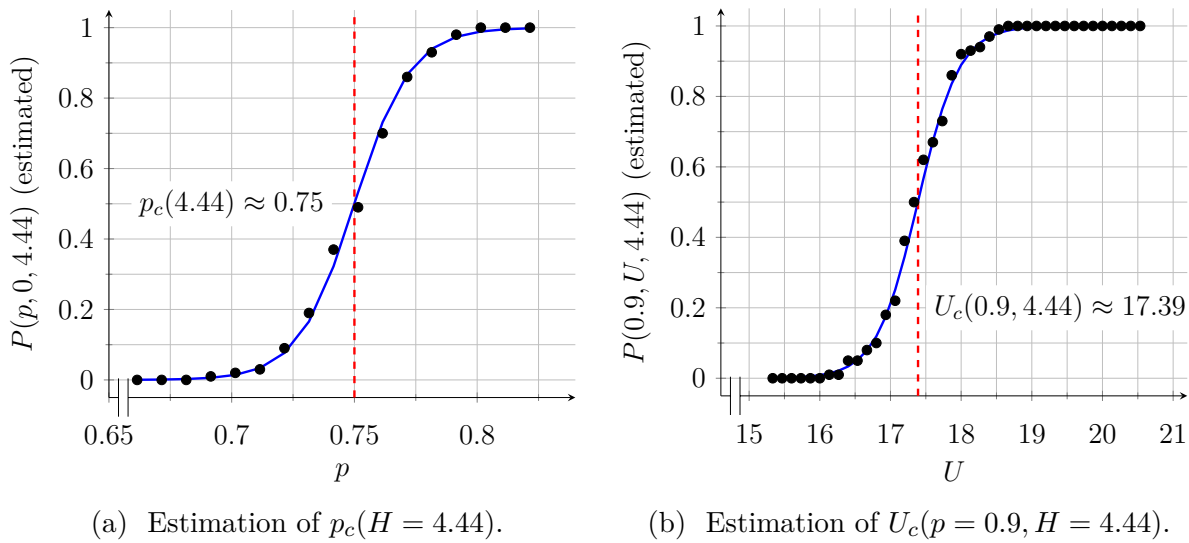 1
0.8
0.6
0.4
0.2
0
P(p, 0, 4.44) (estimated)
p_c(4.44) ≈ 0.75
0.65 0.7 0.75 0.8
p
(a) Estimation of p_c(H = 4.44).
1
0.8
0.6
0.4
0.2
0
P(0.9, U, 4.44) (estimated)
U_c(0.9, 4.44) ≈ 17.39
15 16 17 18 19 20 21
U
(b) Estimation of U_c(p = 0.9, H = 4.44).